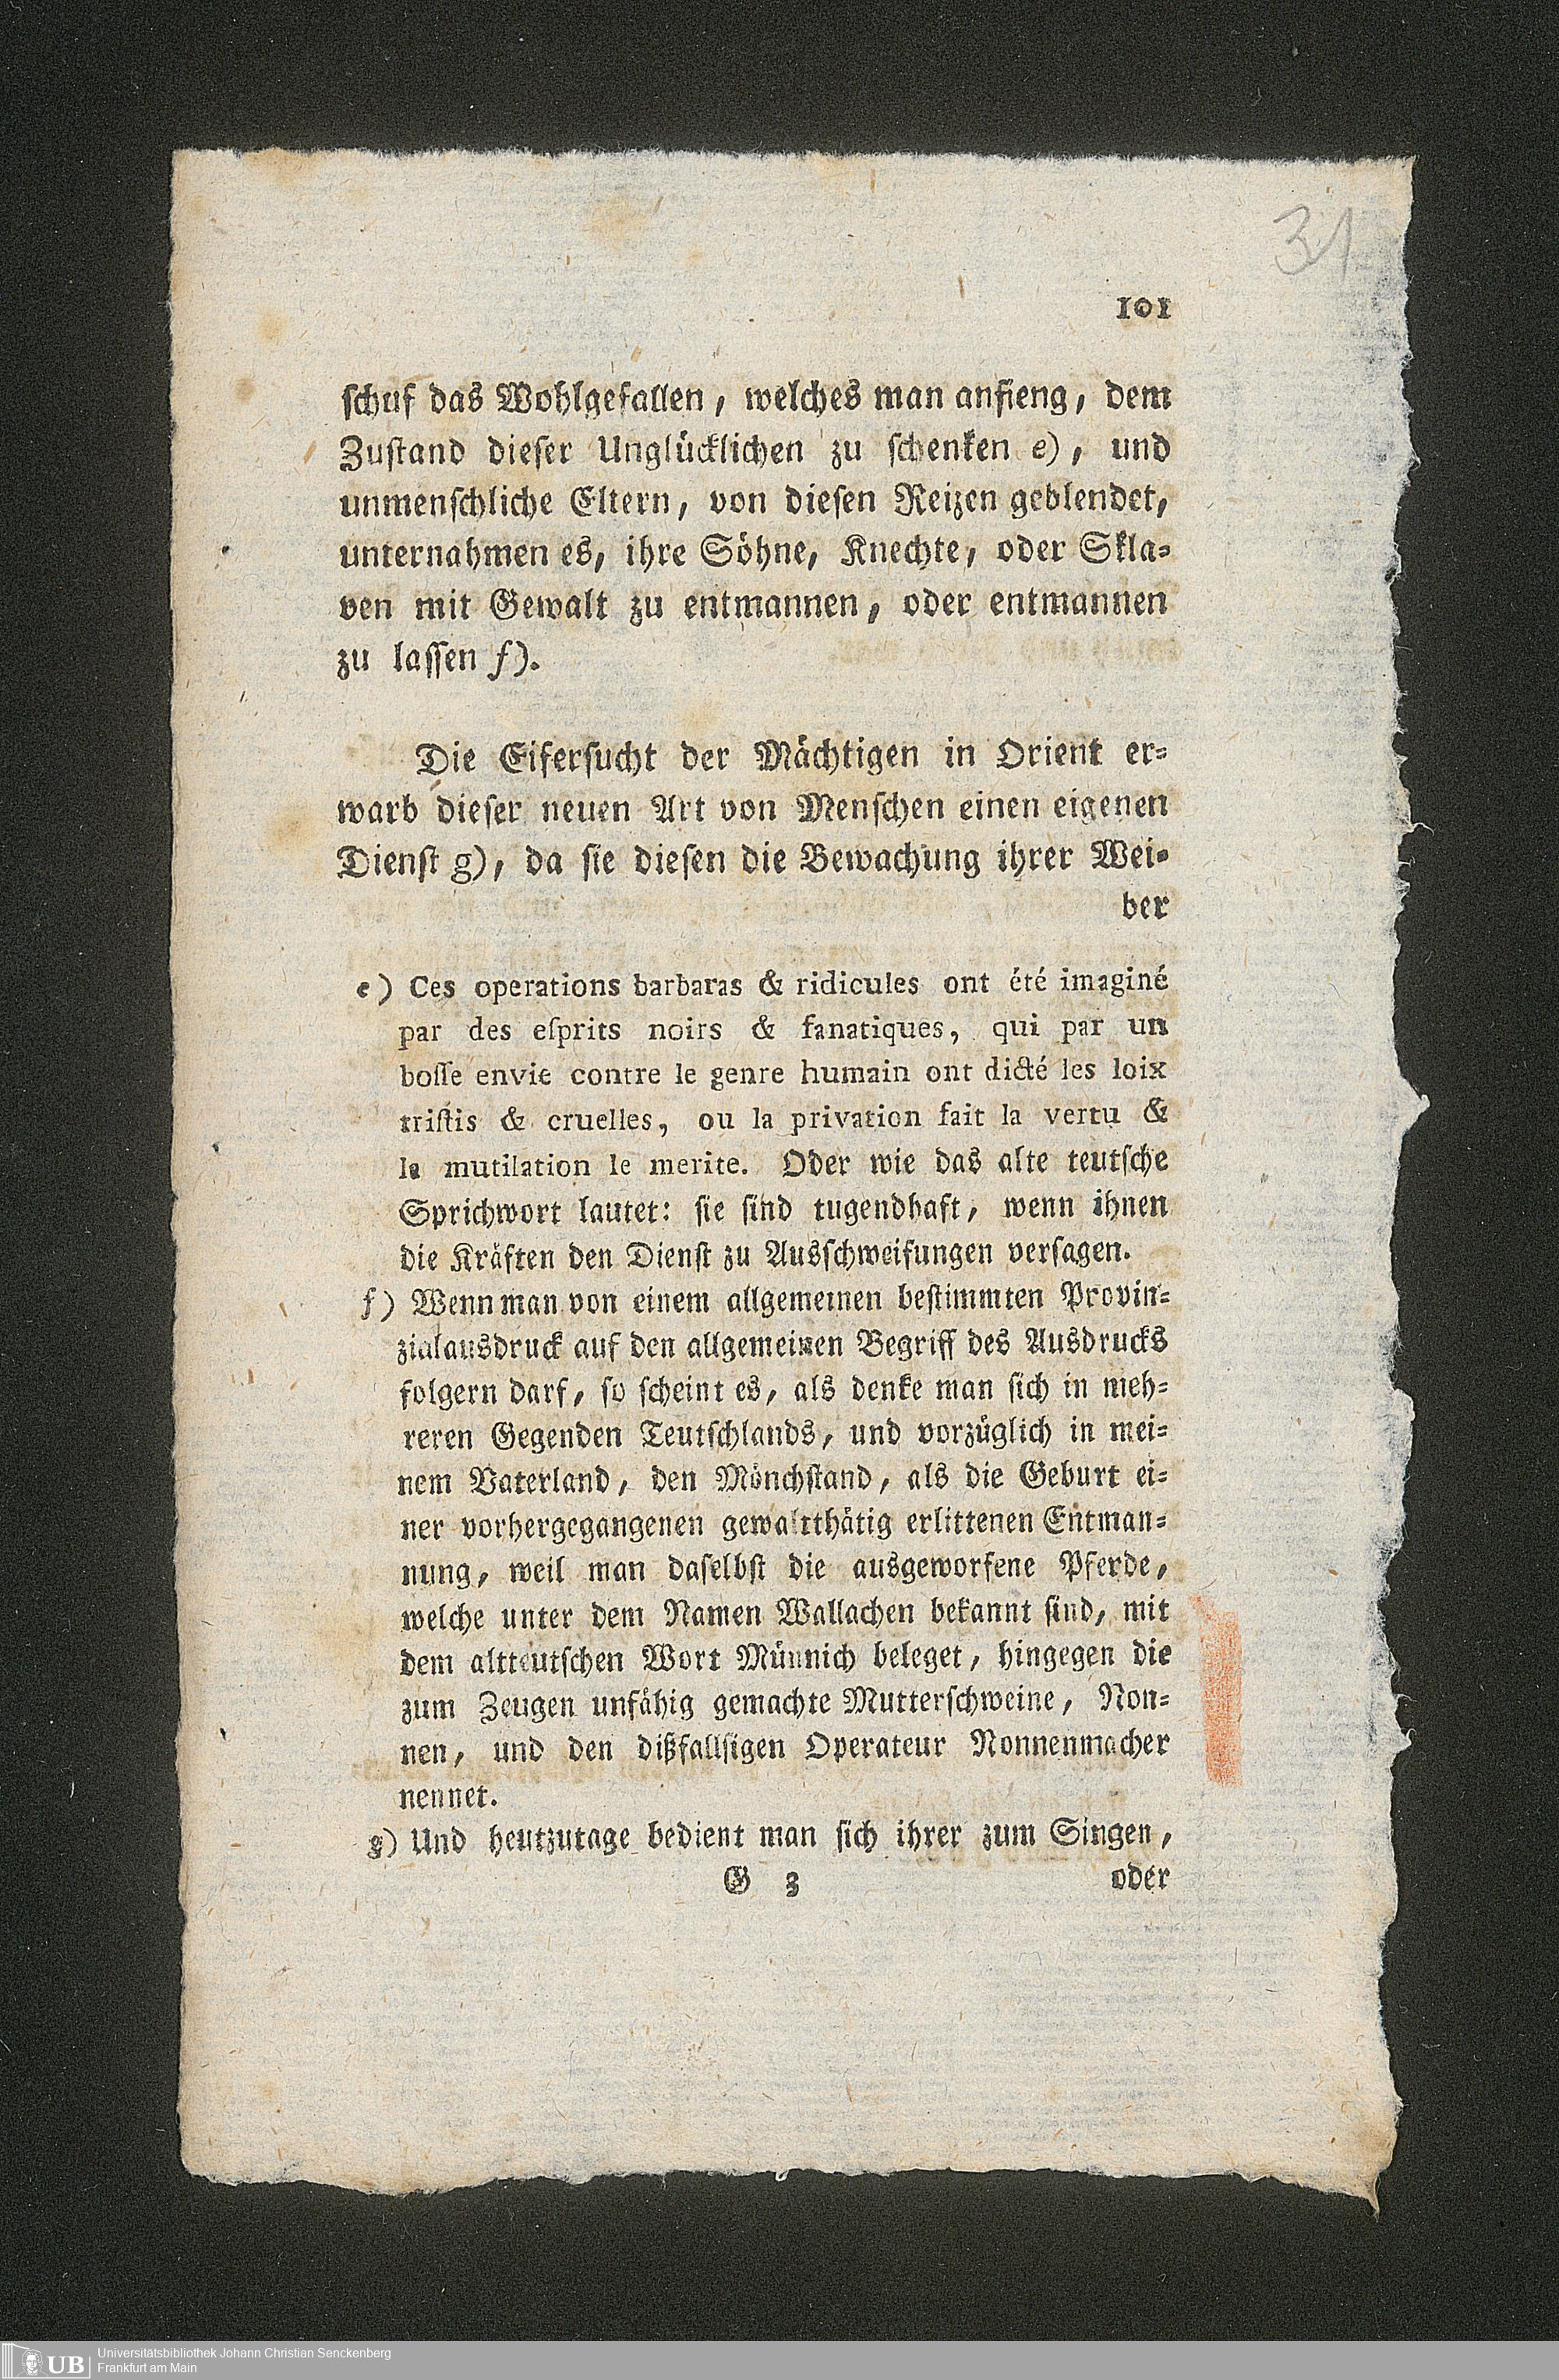 31
101
schuf das Wohlgefallen, welches man anfieng, dem
Zustand dieser Unglücklichen zu schenken e), und
unmenschliche Eltern, von diesen Reizen geblendet,
unternahmen es, ihre Söhne, Knechte, oder Skla-
ven mit Gewalt zu entmannen, oder entmannen
zu lassen f).
Die Eifersucht der Mächtigen in Orient er-
warb dieser neuen Art von Menschen einen eigenen
Dienst g), da sie diesen die Bewachung ihrer Wei-
ber
e) Ces operations barbaras & ridicules ont été imaginé
par des eſprits noirs & fanatiques, qui par un
boſſe envie contre le genre humain ont dicté les loix
triſtis & cruelles, ou la privation fait la vertu &
la mutilation le merite. Oder wie das alte teutsche
Sprichwort lautet: sie sind tugendhaft, wenn ihnen
die Kräften den Dienst zu Ausschweifungen versagen.
f) Wenn man von einem allgemeinen bestimmten Provin-
zialausdruck auf den allgemeinen Begriff des Ausdrucks
folgern darf, so scheint es, als denke man sich in meh-
reren Gegenden Teutschlands, und vorzüglich in mei-
nem Vaterland, den Mönchstand, als die Geburt ei-
ner vorhergegangenen gewaltthätig erlittenen Entman-
nung, weil man daselbst die ausgeworfene Pferde,
welche unter dem Namen Wallachen bekannt sind, mit
dem altteutschen Wort Münnich beleget, hingegen die
zum Zeugen unfähig gemachte Mutterschweine, Non-
nen, und den dißfallsigen Operateur Nonnenmacher
nennet.
g) Und heutzutage bedient man sich ihrer zum Singen,
G 3 oder
UB Universitätsbibliothek Johann Christian Senckenberg
Frankfurt am Main